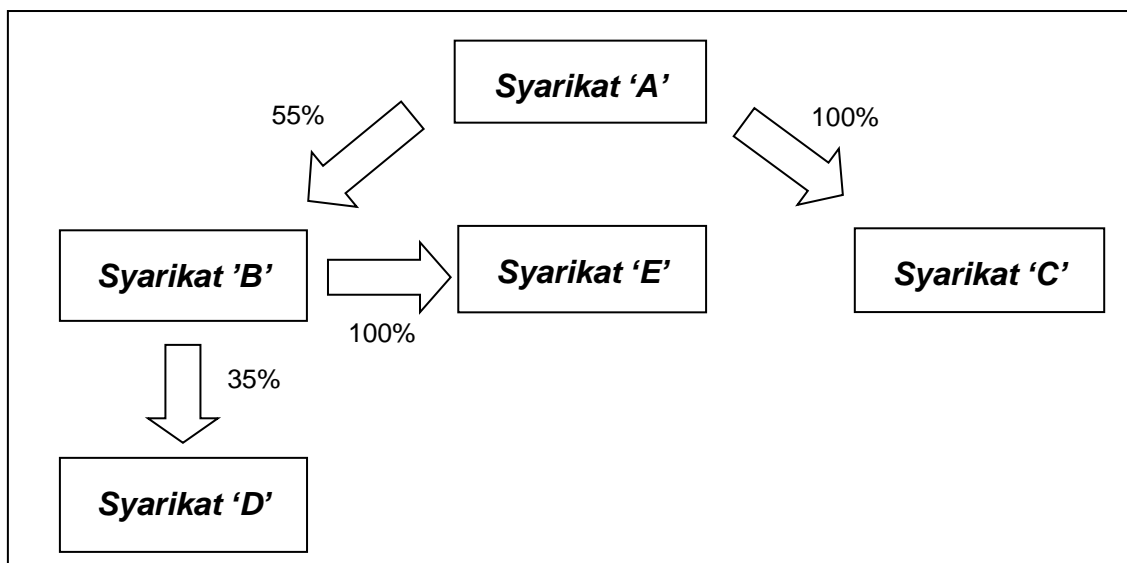 Syarikat ‘A’
55%
100%
Syarikat ’B’
Syarikat ‘E’
Syarikat ‘C’
100%
35%
Syarikat ‘D’